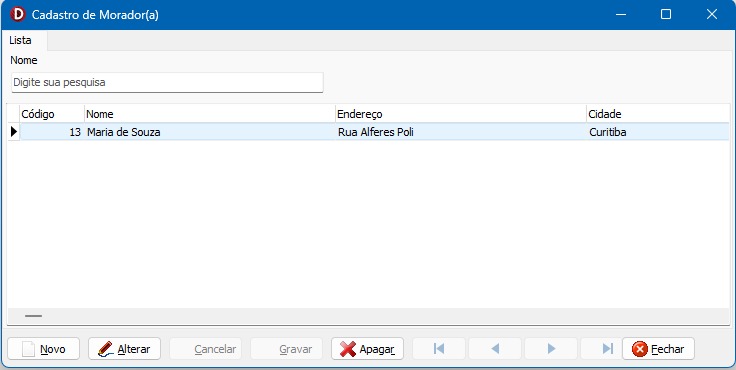 D Cadastro de Morador(a)
Lista
Nome
Digite sua pesquisa
Código Nome Endereço Cidade
13 Maria de Souza Rua Alferes Poli Curitiba
Novo Alterar Cancelar Gravar Apagar Fechar